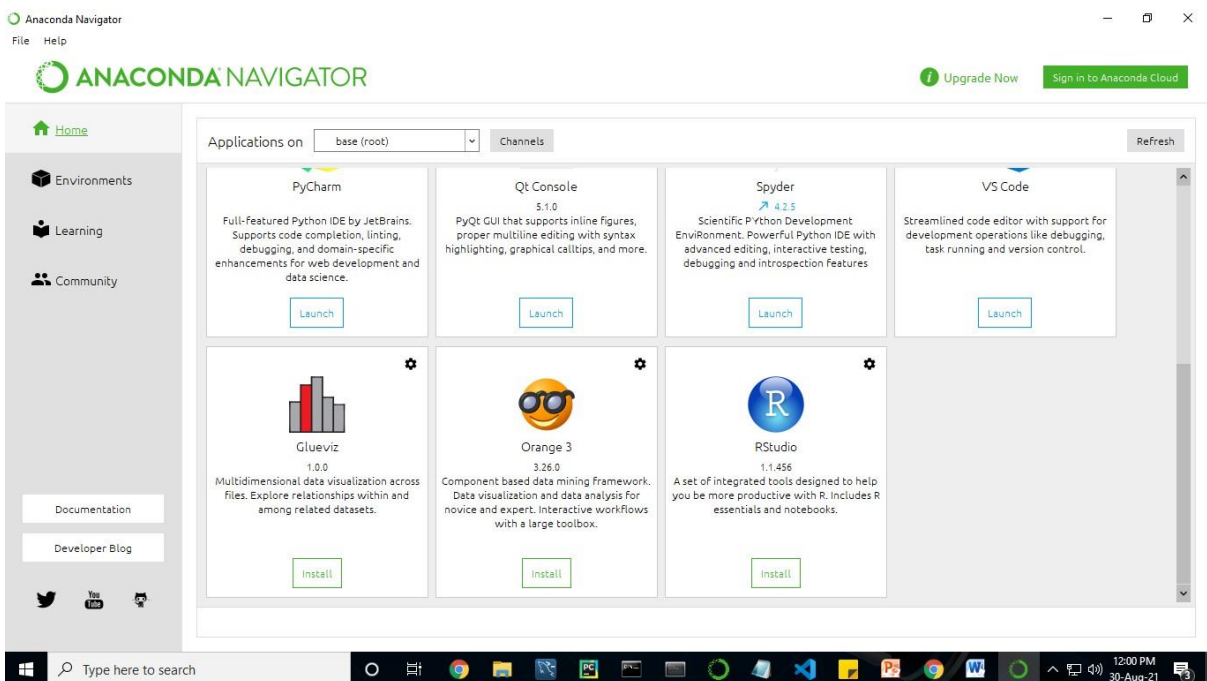 Anaconda Navigator
File Help
ANACONDA NAVIGATOR
Upgrade Now
Sign in to Anaconda Cloud
Home
Environments
Learning
Community
Documentation
Developer Blog
You
Tube
Applications on base (root) Channels
Refresh
PyCharm
Full-featured Python IDE by JetBrains.
Supports code completion, linting,
debugging, and domain-specific
enhancements for web development and
data science.
Launch
Qt Console
5.1.0
PyQt GUI that supports inline figures,
proper multiline editing with syntax
highlighting, graphical calltips, and more.
Launch
Spyder
4.2.5
Scientific PYthon Development
EnviRonment. Powerful Python IDE with
advanced editing, interactive testing,
debugging and introspection features
Launch
VS Code
Streamlined code editor with support for
development operations like debugging,
task running and version control.
Launch
Glueviz
1.0.0
Multidimensional data visualization across
files. Explore relationships within and
among related datasets.
Install
Orange 3
3.26.0
Component based data mining framework.
Data visualization and data analysis for
novice and expert. Interactive workflows
with a large toolbox.
Install
R
RStudio
1.1.456
A set of integrated tools designed to help
you be more productive with R. Includes R
essentials and notebooks.
Install
Type here to search
PC
W
12:00 PM
30-Aug-21
3